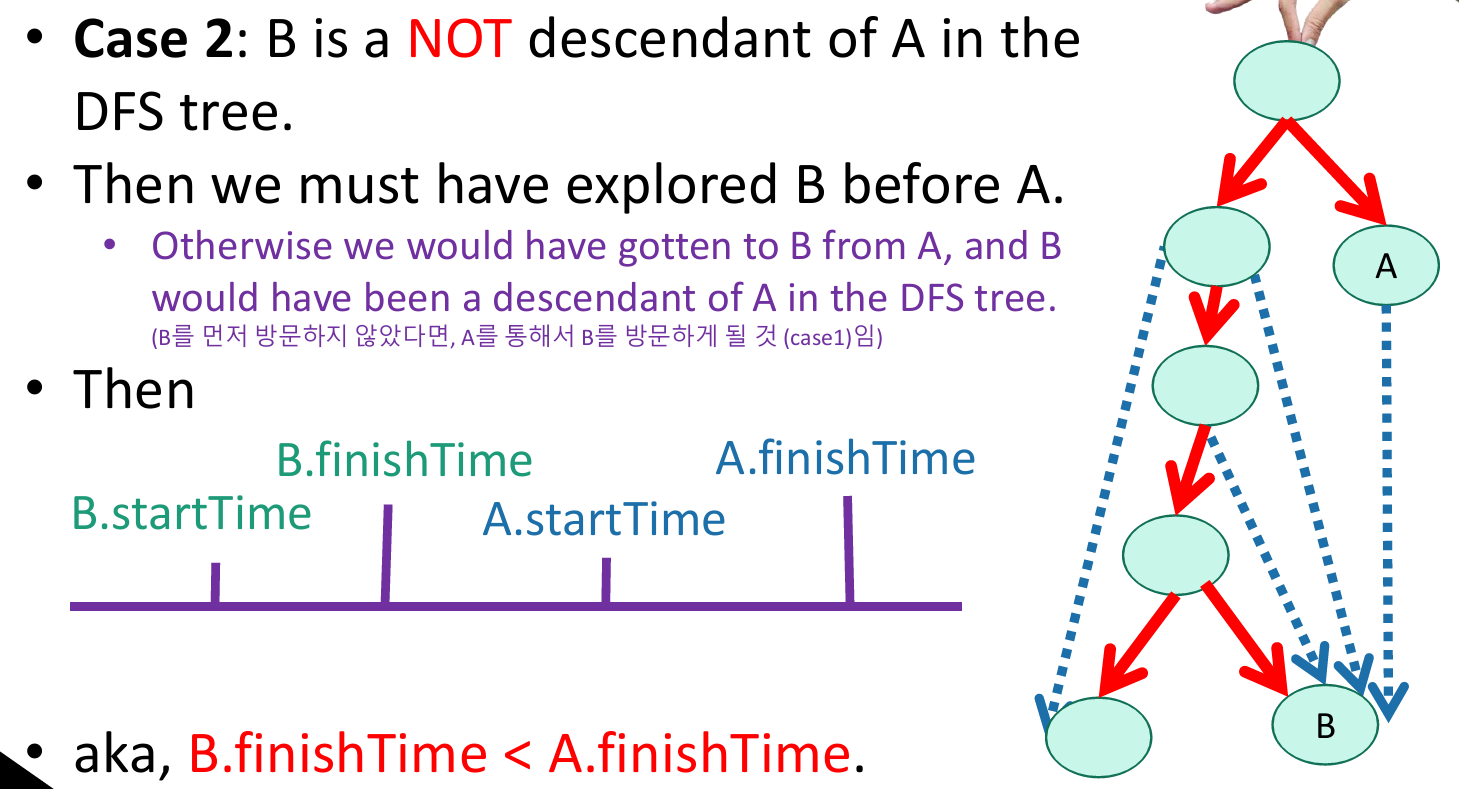 • Case 2: B is a NOT descendant of A in the
DFS tree.
• Then we must have explored B before A.
• Otherwise we would have gotten to B from A, and B
would have been a descendant of A in the DFS tree.
(B를 먼저 방문하지 않았다면, A를 통해서 B를 방문하게 될 것 (case1)임)
• Then
B.finishTime
A.finishTime
B.startTime
A.startTime
• aka, B.finishTime < A.finishTime.
A
B